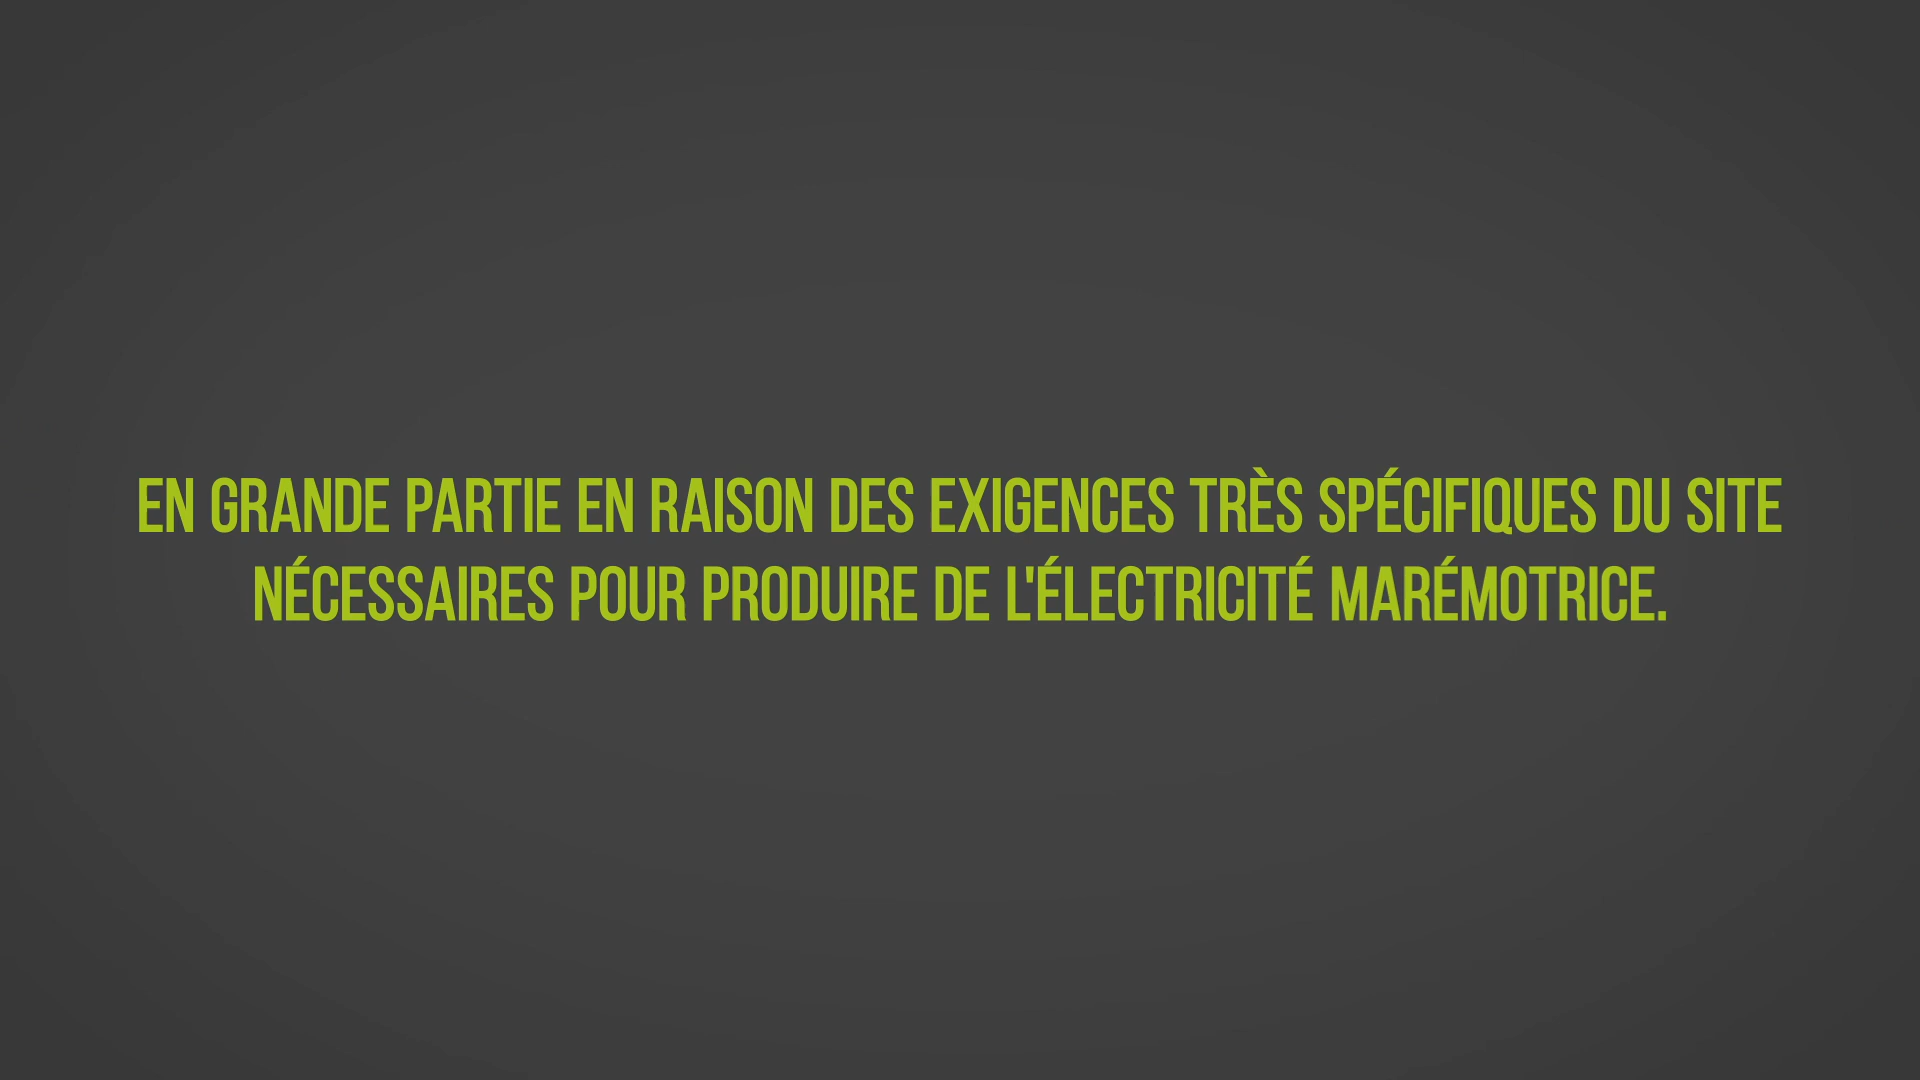 EN GRANDE PARTIE EN RAISON DES EXIGENCES TRÈS SPÉCIFIQUES DU SITE
NÉCESSAIRES POUR PRODUIRE DE L'ÉLECTRICITÉ MARÉMOTRICE.